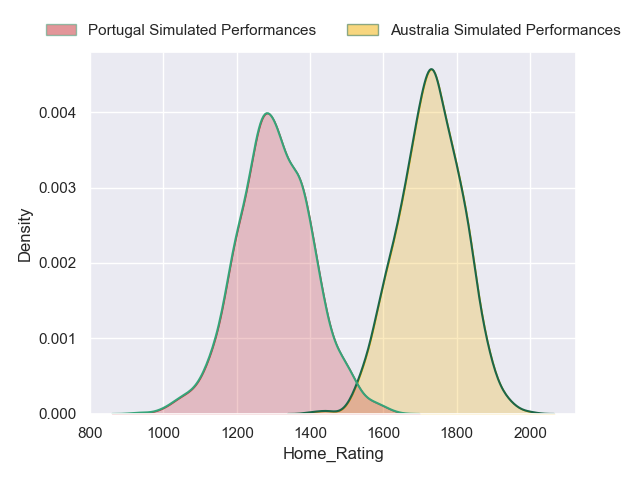 Portugal Simulated Performances Australia Simulated Performances
0.004
0.003
0.002
0.001
0.000
Density
800 1000 1200 1400 1600 1800 2000
Home_Rating